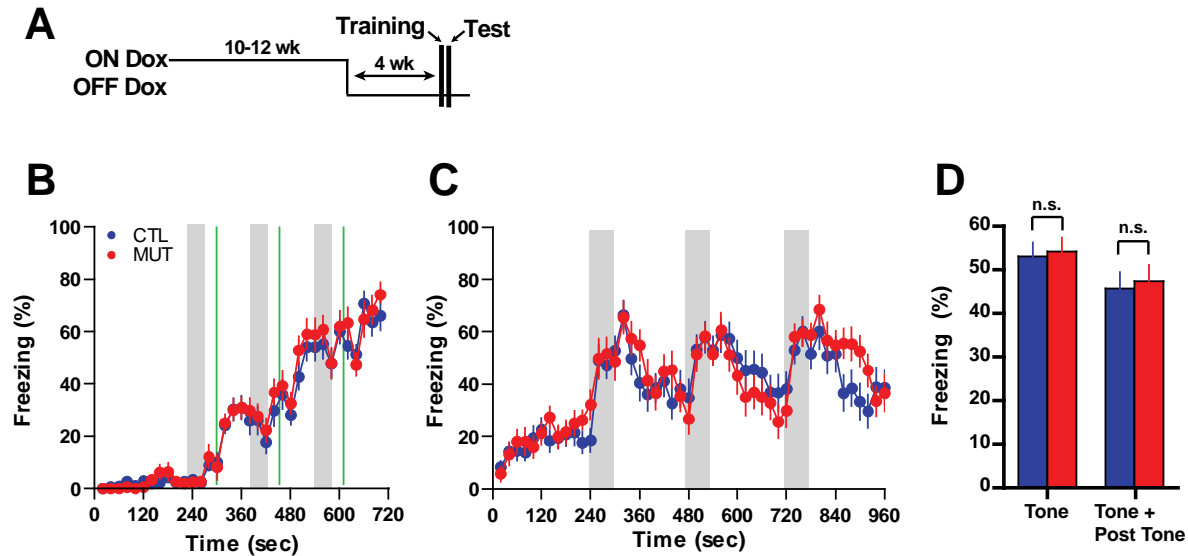 A
Training
Test
ON Dox
10-12 wk
OFF Dox
4 wk
B
Freezing (%)
100
80
60
40
20
0
CTL
MUT
0 120 240 360 480 600 720
Time (sec)
C
Freezing (%)
100
80
60
40
20
0
0 120 240 360 480 600 720 840 960
Time (sec)
D
Freezing (%)
60
50
40
30
20
10
0
n.s.
n.s.
Tone
Tone +
Post Tone